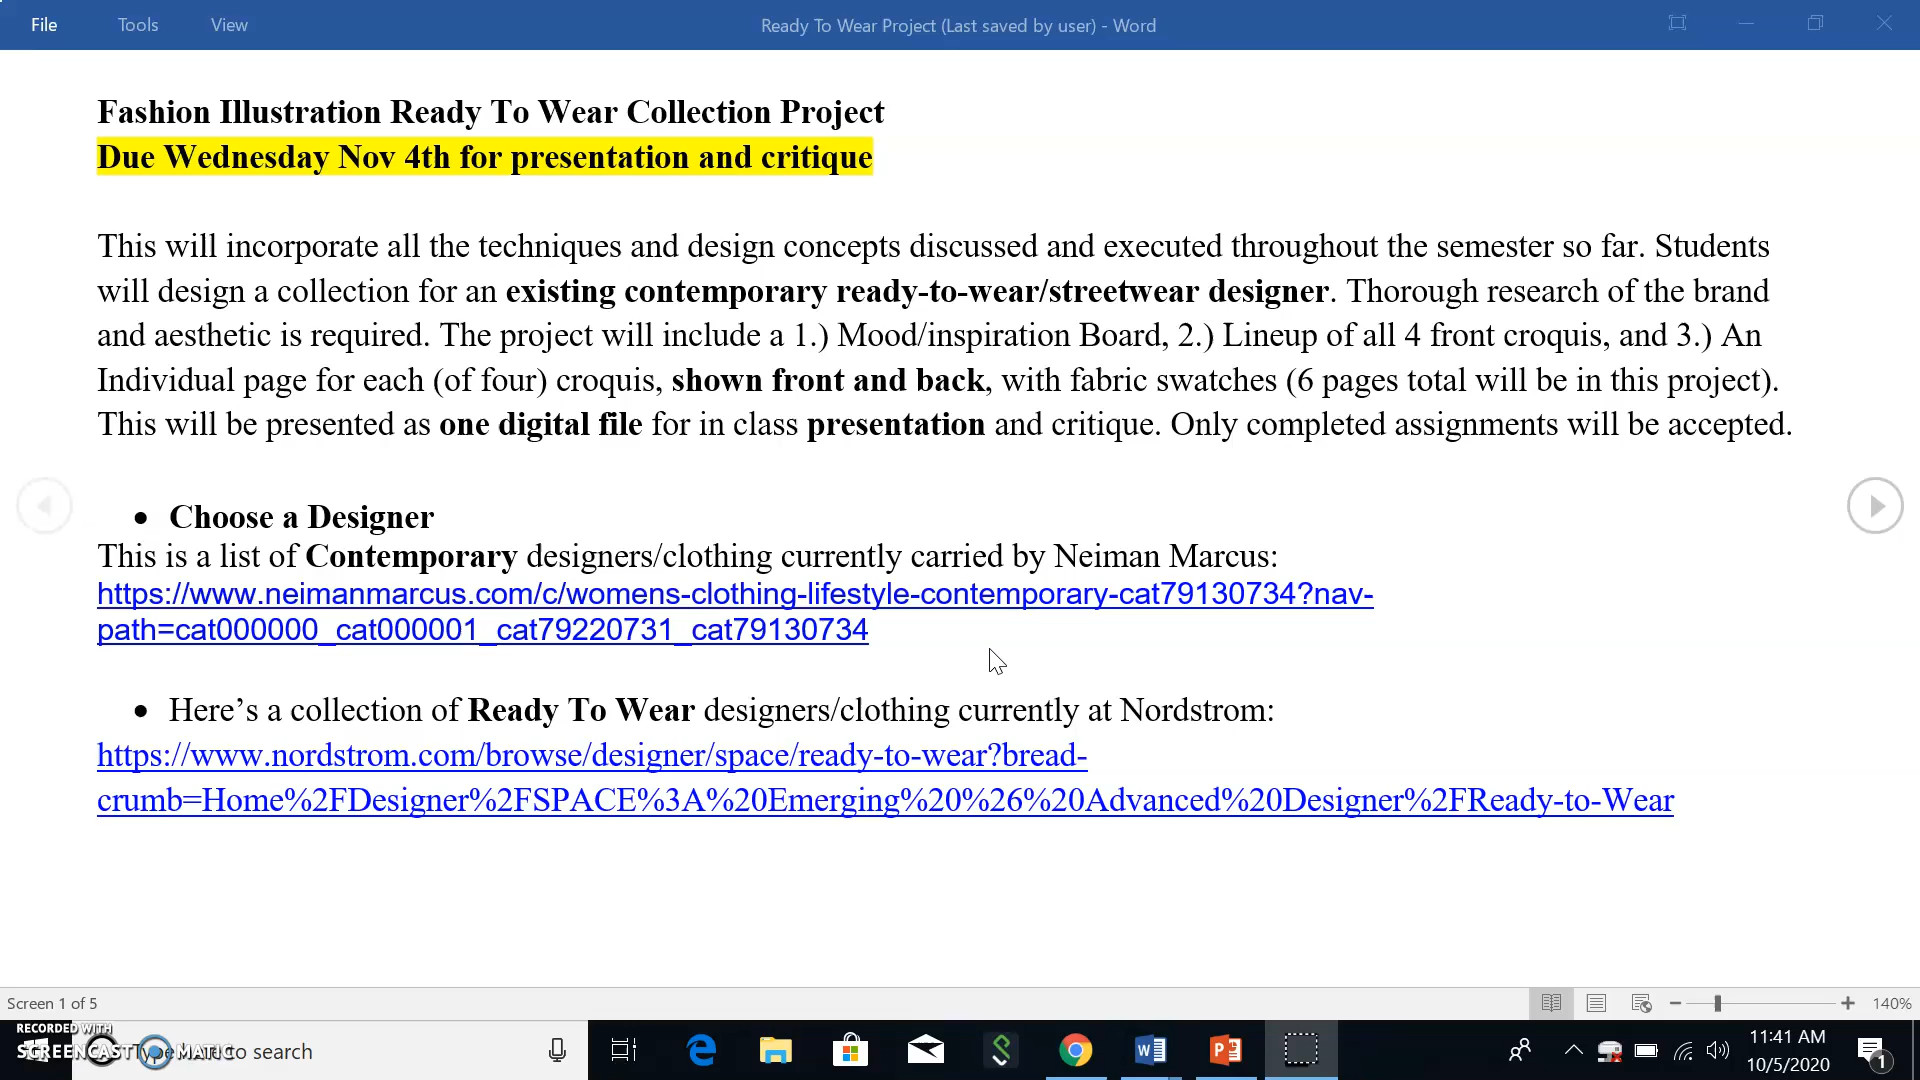 File Tools View Ready To Wear Project (Last saved by user) - Word
Fashion Illustration Ready To Wear Collection Project
Due Wednesday Nov 4th for presentation and critique
This will incorporate all the techniques and design concepts discussed and executed throughout the semester so far. Students
will design a collection for an existing contemporary ready-to-wear/streetwear designer. Thorough research of the brand
and aesthetic is required. The project will include a 1.) Mood/inspiration Board, 2.) Lineup of all 4 front croquis, and 3.) An
Individual page for each (of four) croquis, shown front and back, with fabric swatches (6 pages total will be in this project).
This will be presented as one digital file for in class presentation and critique. Only completed assignments will be accepted.
• Choose a Designer
This is a list of Contemporary designers/clothing currently carried by Neiman Marcus:
https://www.neimanmarcus.com/c/womens-clothing-lifestyle-contemporary-cat79130734?nav-
path=cat000000_cat000001_cat79220731_cat79130734
• Here’s a collection of Ready To Wear designers/clothing currently at Nordstrom:
https://www.nordstrom.com/browse/designer/space/ready-to-wear?bread-
crumb=Home%2FDesigner%2FSPACE%3A%20Emerging%20%26%20Advanced%20Designer%2FReady-to-Wear
Screen 1 of 5 140%
RECORDED WITH
SCREENCAST MATIC
to search
11:41 AM
10/5/2020
1